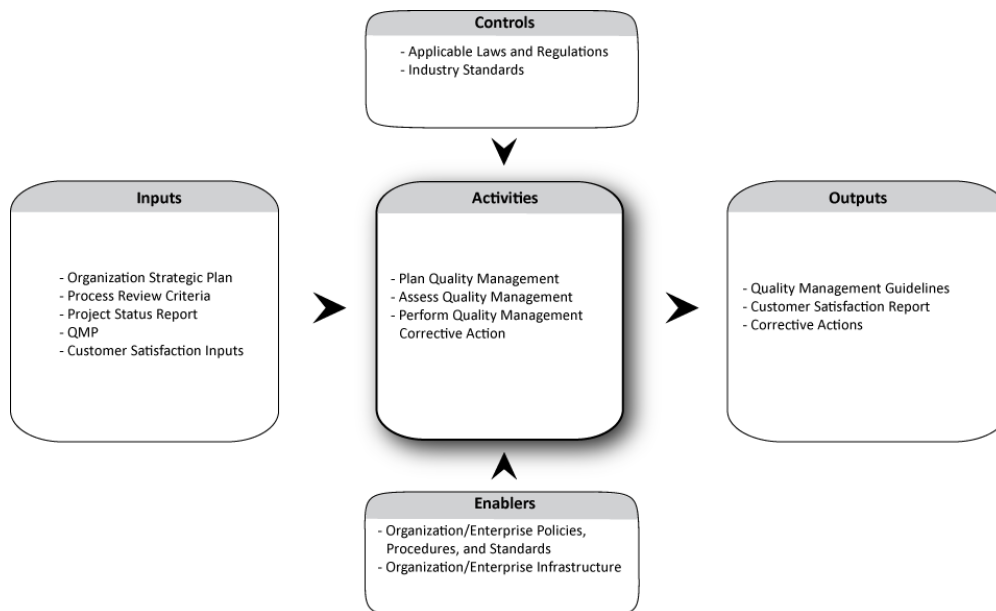 Controls
- Applicable Laws and Regulations
- Industry Standards
Inputs
- Organization Strategic Plan
- Process Review Criteria
- Project Status Report
- QMP
- Customer Satisfaction Inputs
Activities
- Plan Quality Management
- Assess Quality Management
- Perform Quality Management
Corrective Action
Outputs
- Quality Management Guidelines
- Customer Satisfaction Report
- Corrective Actions
Enablers
- Organization/Enterprise Policies,
Procedures, and Standards
- Organization/Enterprise Infrastructure